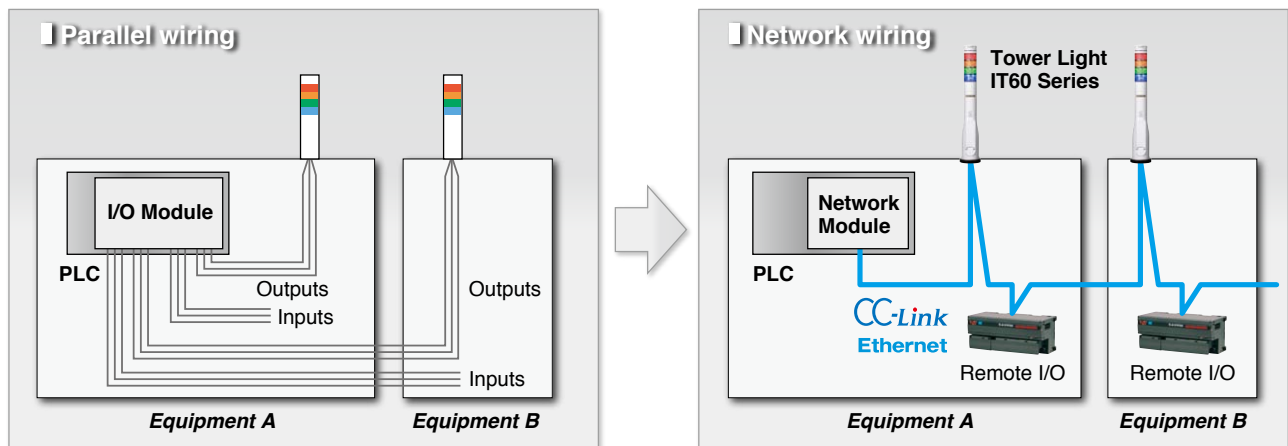 Parallel wiring
I/O Module
PLC
Outputs
Inputs
Outputs
Inputs
Equipment A
Equipment B
Network wiring
Tower Light
IT60 Series
Network
Module
PLC
CC-Link
Ethernet
Remote I/O
Remote I/O
Equipment A
Equipment B